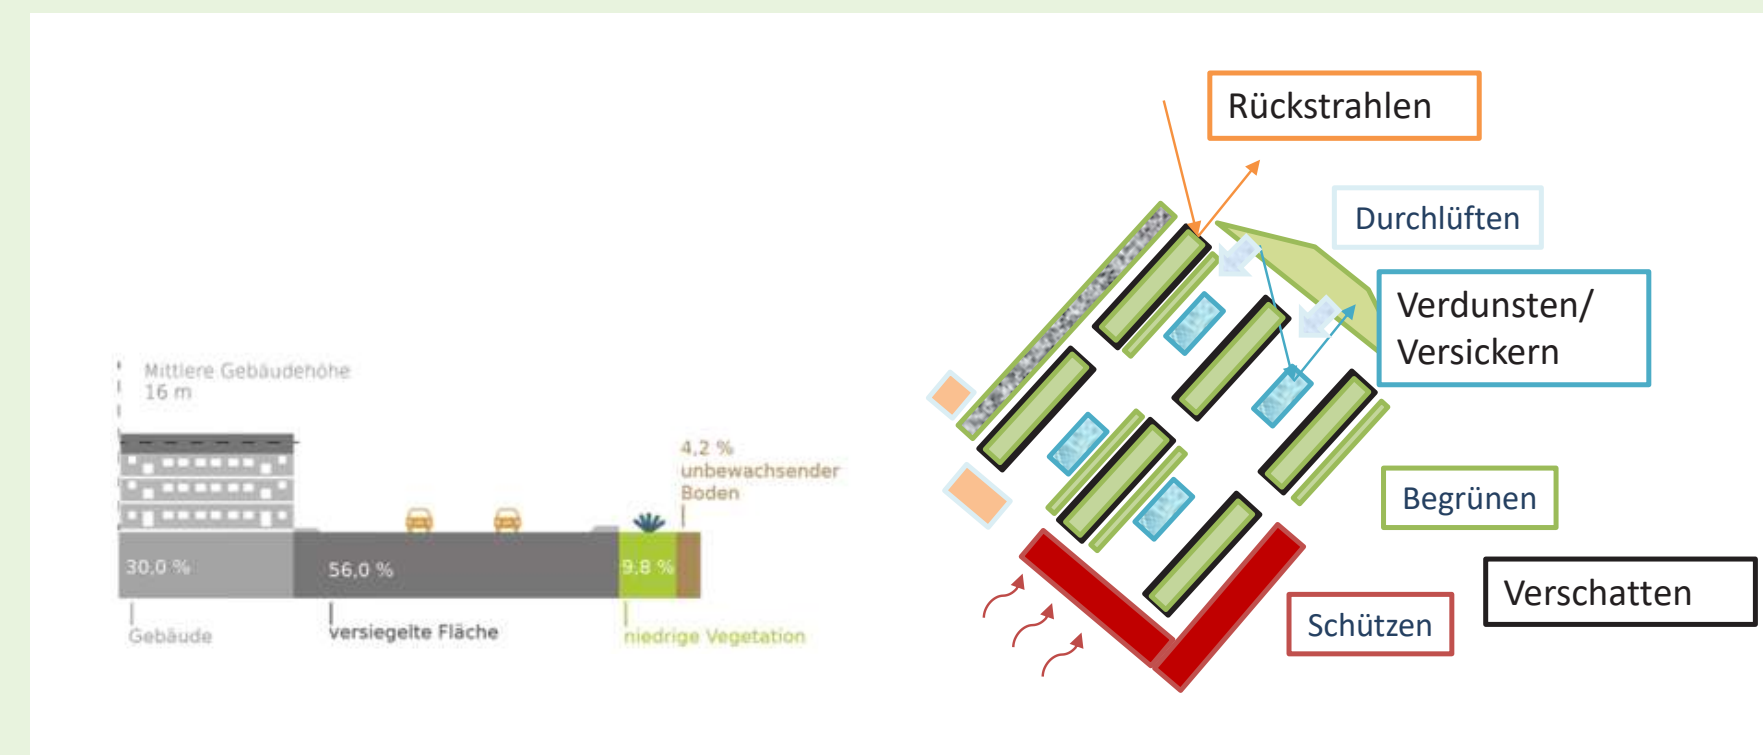 Mittlere Gebäudehöhe
16 m
4,2 %
unbewachsender
Boden
30,0 %
56,0 %
9,8 %
Gebäude
versiegelte Fläche
niedrige Vegetation
Rückstrahlen
Durchlüften
Verdunsten/
Versickern
Begrünen
Verschatten
Schützen